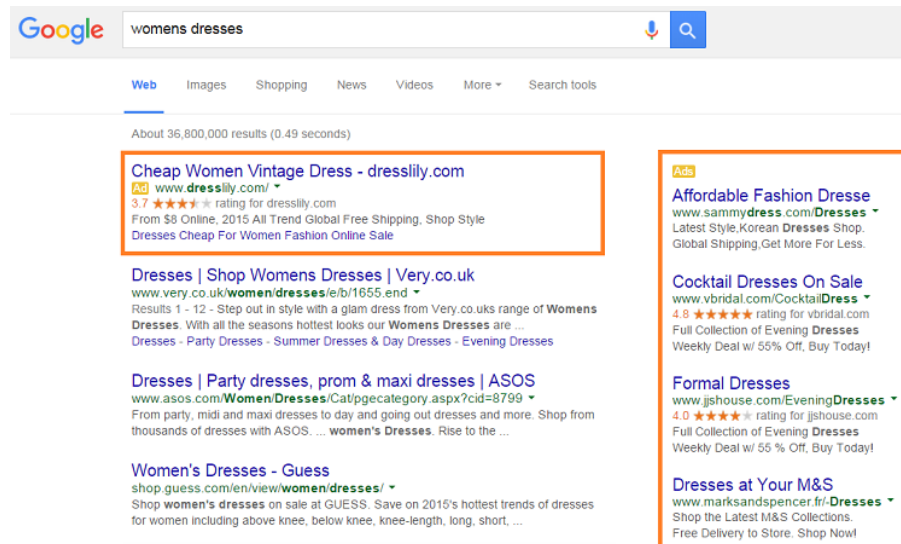 Google
womens dresses
Web Images Shopping News Videos More Search tools
About 36,800,000 results (0.49 seconds)
Cheap Women Vintage Dress - dresslily.com
Ad www.dresslily.com/
3.7 ★★★★★ rating for dresslily.com
From $8 Online, 2015 All Trend Global Free Shipping, Shop Style
Dresses Cheap For Women Fashion Online Sale
Dresses | Shop Womens Dresses | Very.co.uk
www.very.co.uk/women/dresses/e/b/1655.end
Results 1 - 12 - Step out in style with a glam dress from Very.co.uks range of Womens
Dresses. With all the seasons hottest looks our Womens Dresses are ...
Dresses - Party Dresses - Summer Dresses & Day Dresses - Evening Dresses
Dresses | Party dresses, prom & maxi dresses | ASOS
www.asos.com/Women/Dresses/Cat/pgecategory.aspx?cid=8799
From party, midi and maxi dresses to day and going out dresses and more. Shop from
thousands of dresses with ASOS. ... women's Dresses. Rise to the ...
Women's Dresses - Guess
shop.guess.com/en/view/women/dresses/
Shop women's dresses on sale at GUESS. Save on 2015's hottest trends of dresses
for women including above knee, below knee, knee-length, long, short, ...
Ads
Affordable Fashion Dresse
www.sammydress.com/Dresses
Latest Style,Korean Dresses Shop.
Global Shipping,Get More For Less.
Cocktail Dresses On Sale
www.vbridal.com/CocktailDress
4.8 ★★★★★ rating for vbridal.com
Full Collection of Evening Dresses
Weekly Deal w/ 55% Off, Buy Today!
Formal Dresses
www.jjshouse.com/EveningDresses
4.0 ★★★★★ rating for jjshouse.com
Full Collection of Evening Dresses
Weekly Deal w/ 55 % Off, Buy Today!
Dresses at Your M&S
www.marksandspencer.fr/-Dresses
Shop the Latest M&S Collections.
Free Delivery to Store. Shop Now!